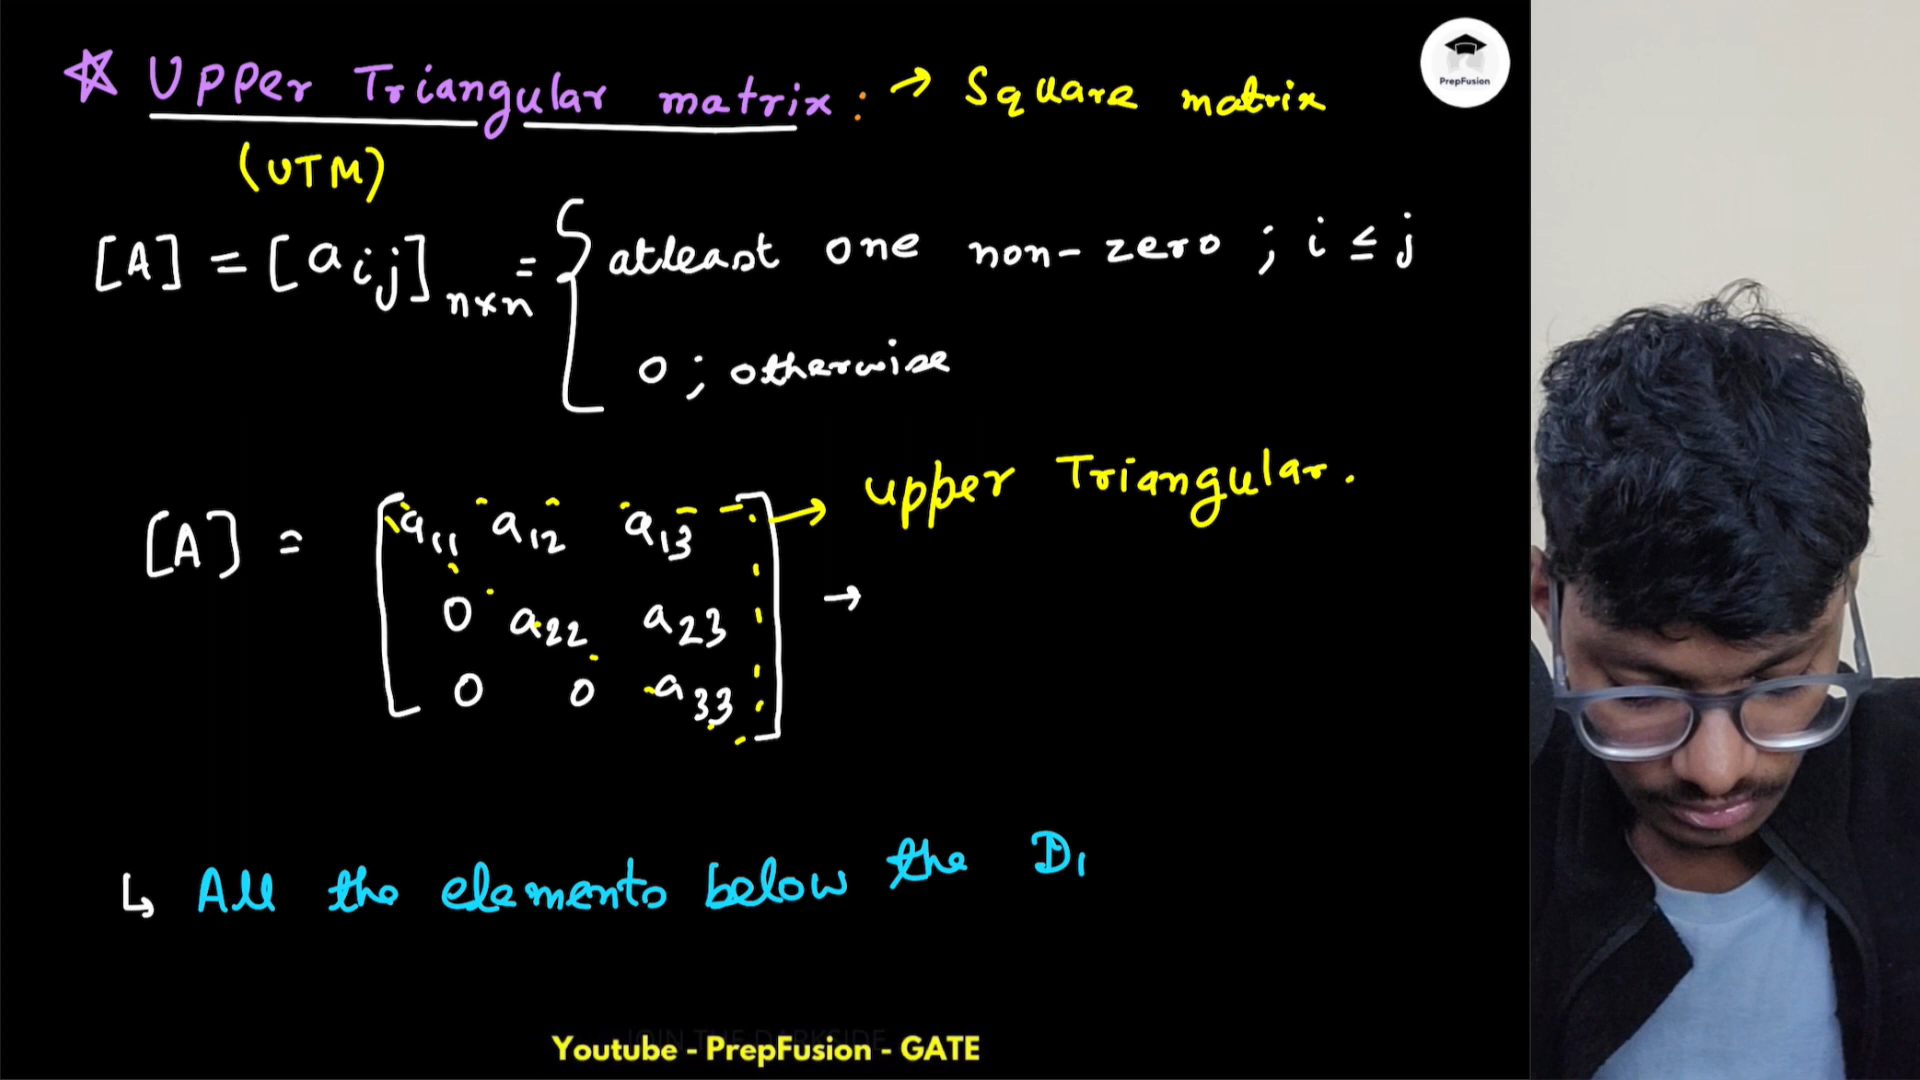 ☆ Upper Triangular matrix : → Square matrix
(UTM)
[A] = [aij]n×n = { atleast one non-zero ; i ≤ j
0 ; otherwise
[A] = [ a11 a12 a13 ] → upper Triangular.
0 a22 a23 →
0 0 a33
↳ All the elements below the Di
Youtube - PrepFusion - GATE
PrepFusion